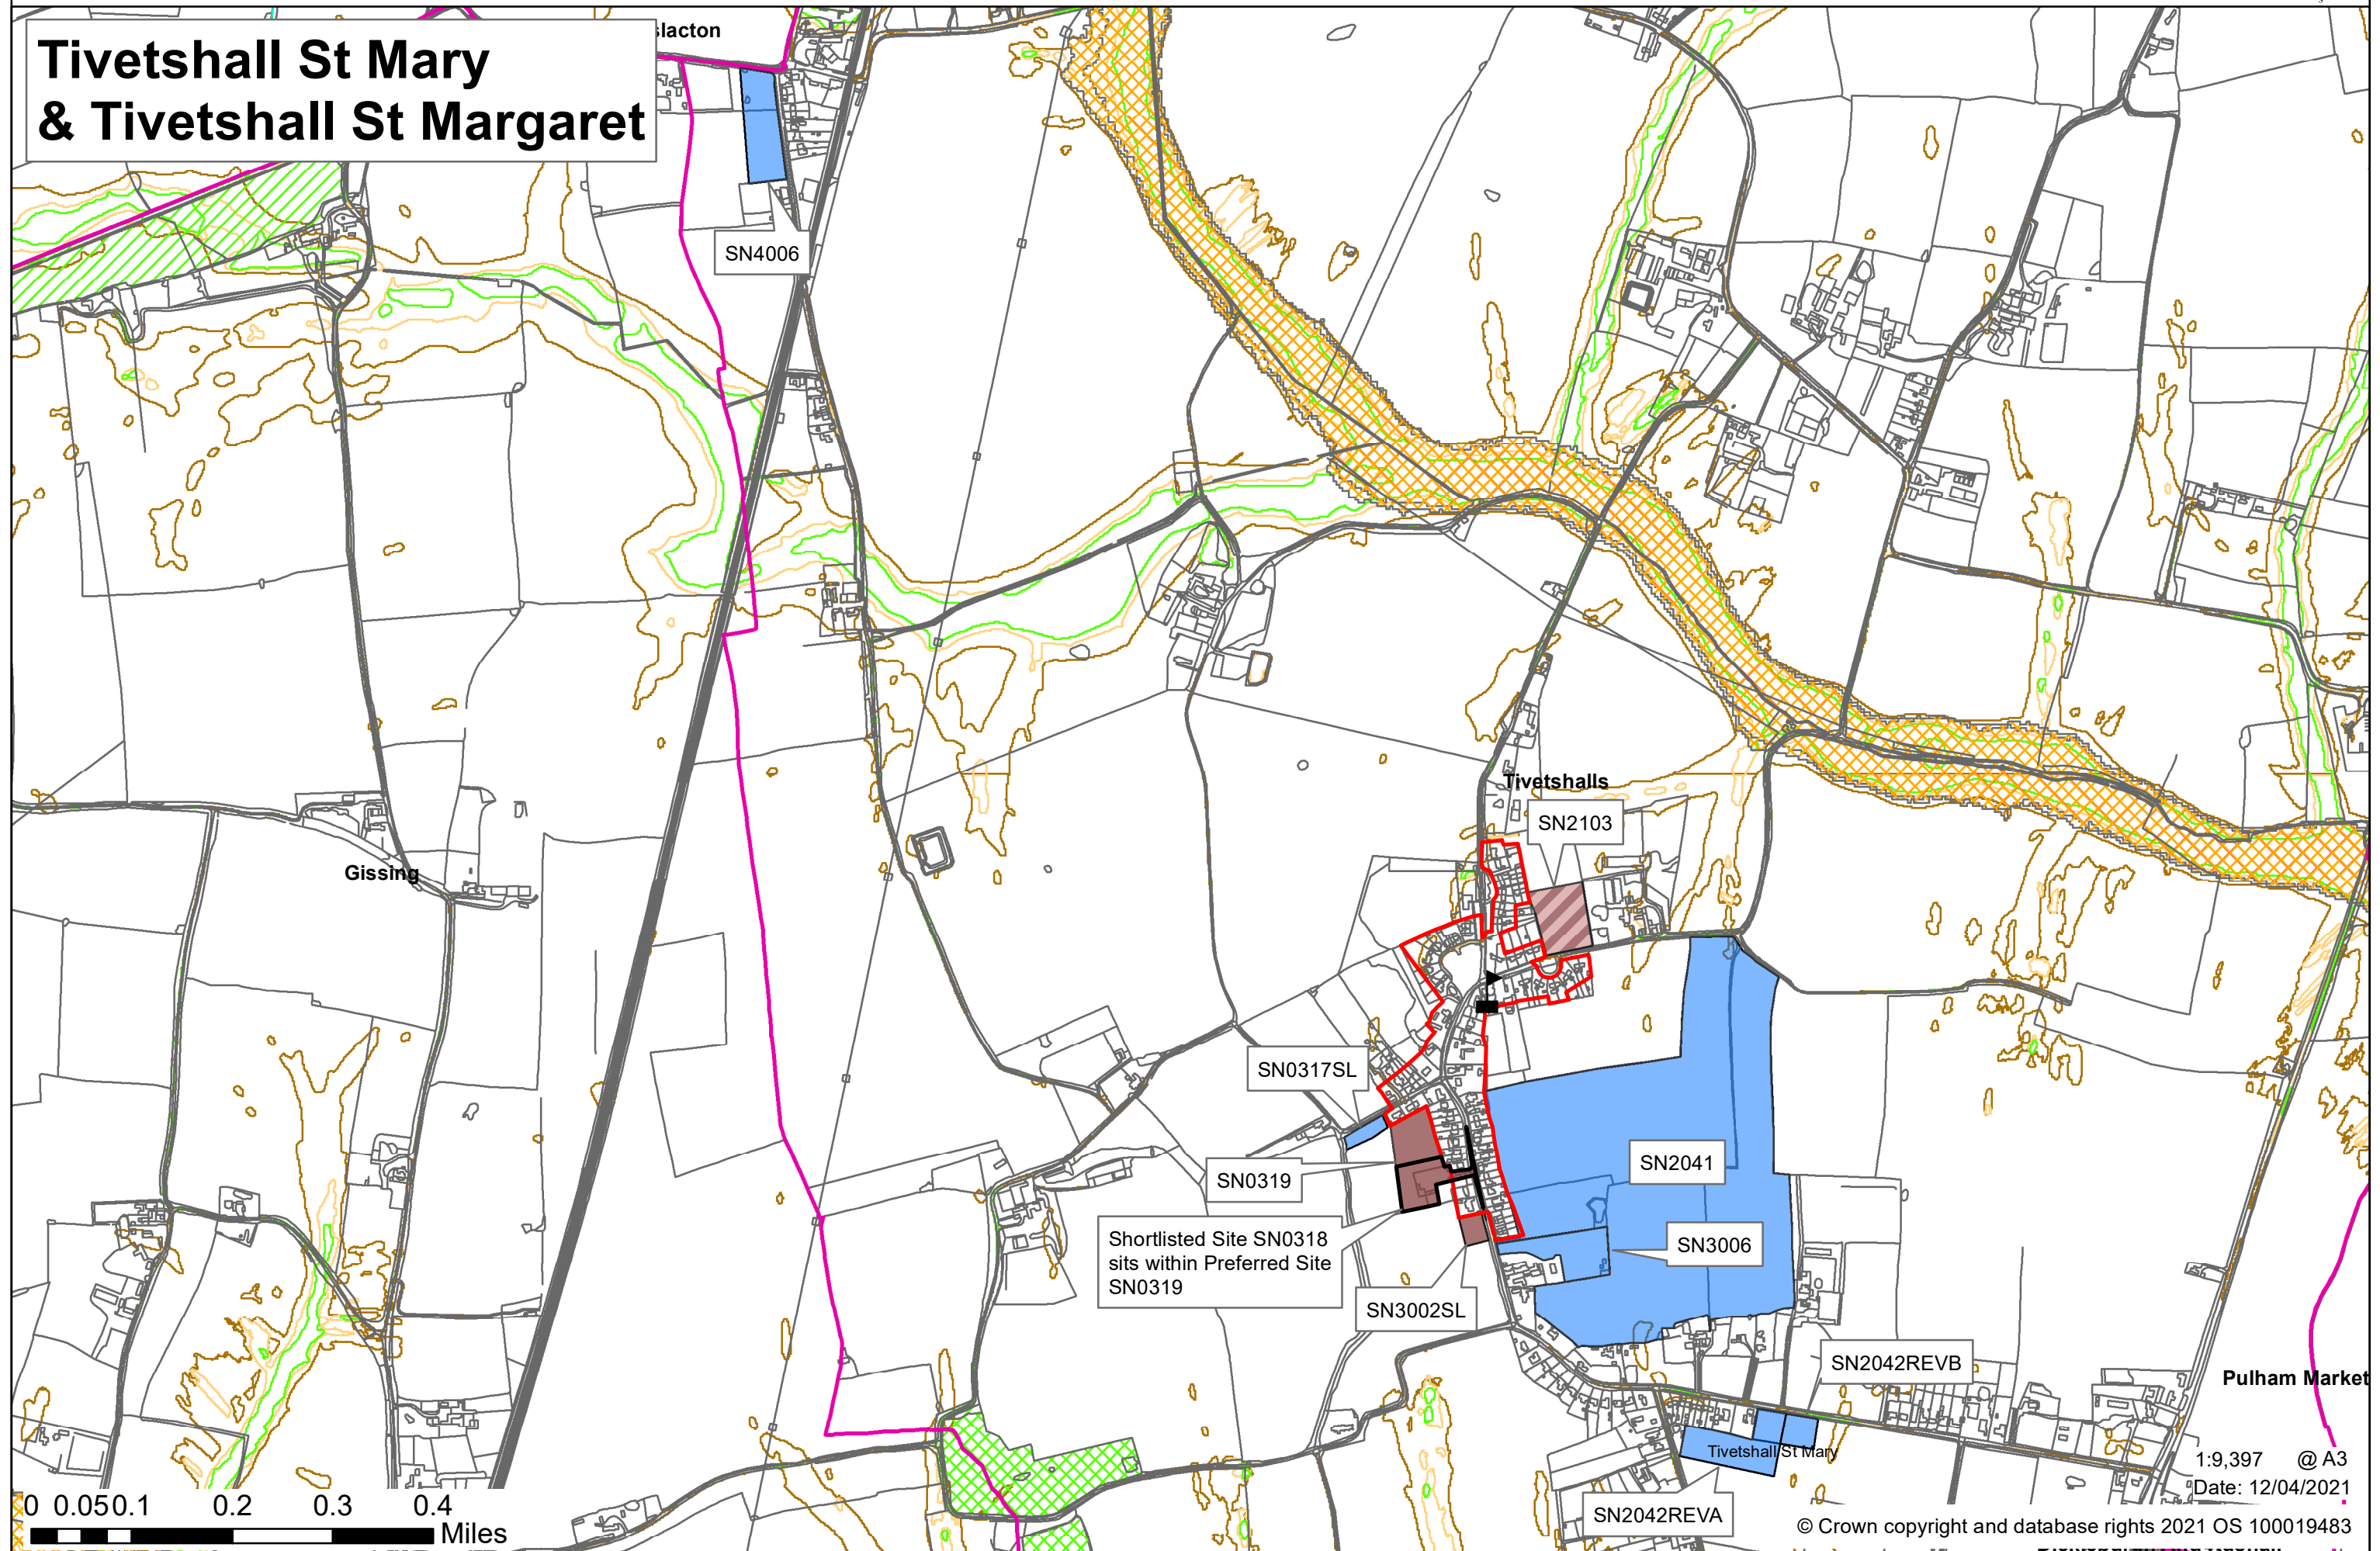 Tivetshall St Mary
& Tivetshall St Margaret
slacton
SN4006
Tivetshalls
SN2103
Gissing
SN0317SL
SN2041
SN0319
Shortlisted Site SN0318
sits within Preferred Site
SN0319
SN3006
SN3002SL
SN2042REVB
Pulham Market
Tivetshall St Mary
SN2042REVA
1:9,397 @ A3
Date: 12/04/2021
© Crown copyright and database rights 2021 OS 100019483
0 0.05 0.1 0.2 0.3 0.4
Miles